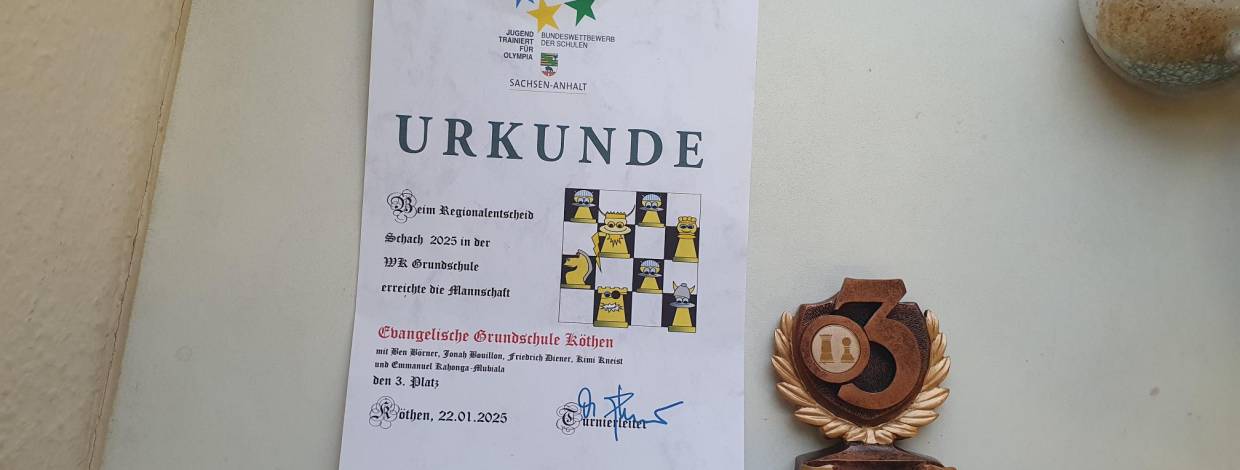 JUGEND
TRAINIERT
FÜR
OLYMPIA
BUNDESWETTBEWERB
DER SCHULEN
SACHSEN-ANHALT
URKUNDE
Beim Regionalentscheid
Schach 2025 in der
WK Grundschule
erreichte die Mannschaft
Evangelische Grundschule Köthen
mit Ben Börner, Jonah Bouillon, Friedrich Diener, Kimi Kneist
und Emmanuel Kahonga-Mubiala
den 3. Platz
Köthen, 22.01.2025
Turnierleiter
3